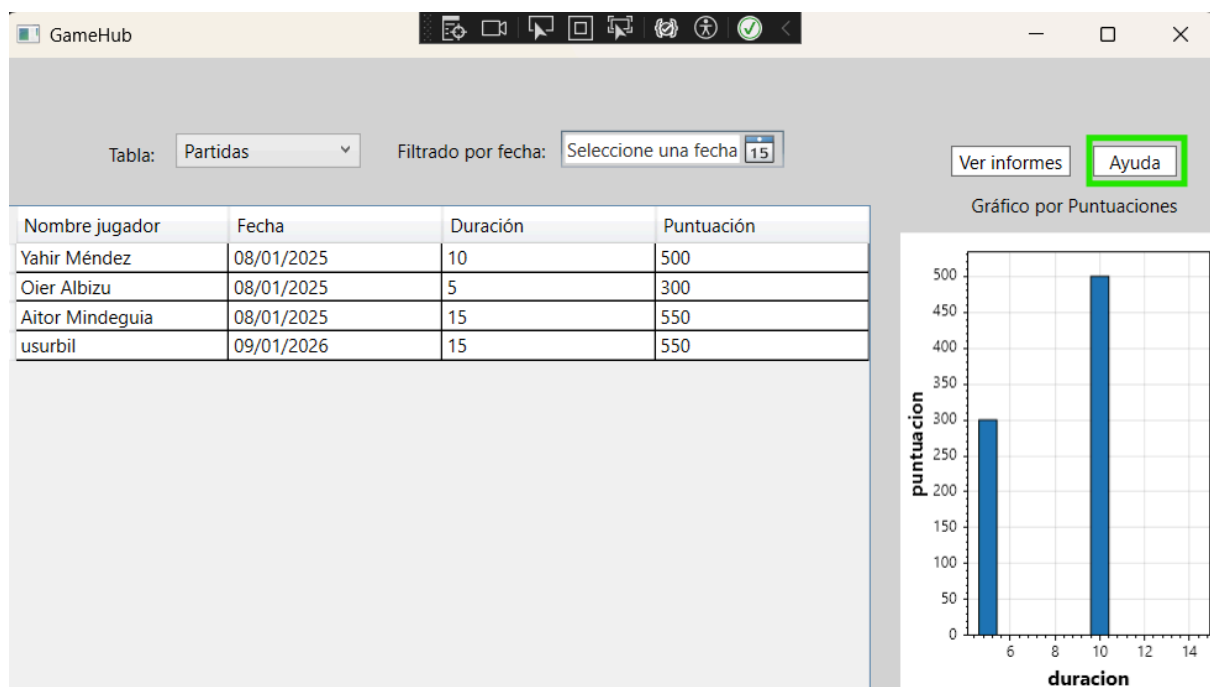 GameHub
Tabla: Partidas Filtrado por fecha: Seleccione una fecha 15
Ver informes Ayuda
Gráfico por Puntuaciones
Nombre jugador Fecha Duración Puntuación
Yahir Méndez 08/01/2025 10 500
Oier Albizu 08/01/2025 5 300
Aitor Mindeguia 08/01/2025 15 550
usurbil 09/01/2026 15 550
500
450
400
350
300
250
200
150
100
50
0
puntuacion
6 8 10 12 14
duracion